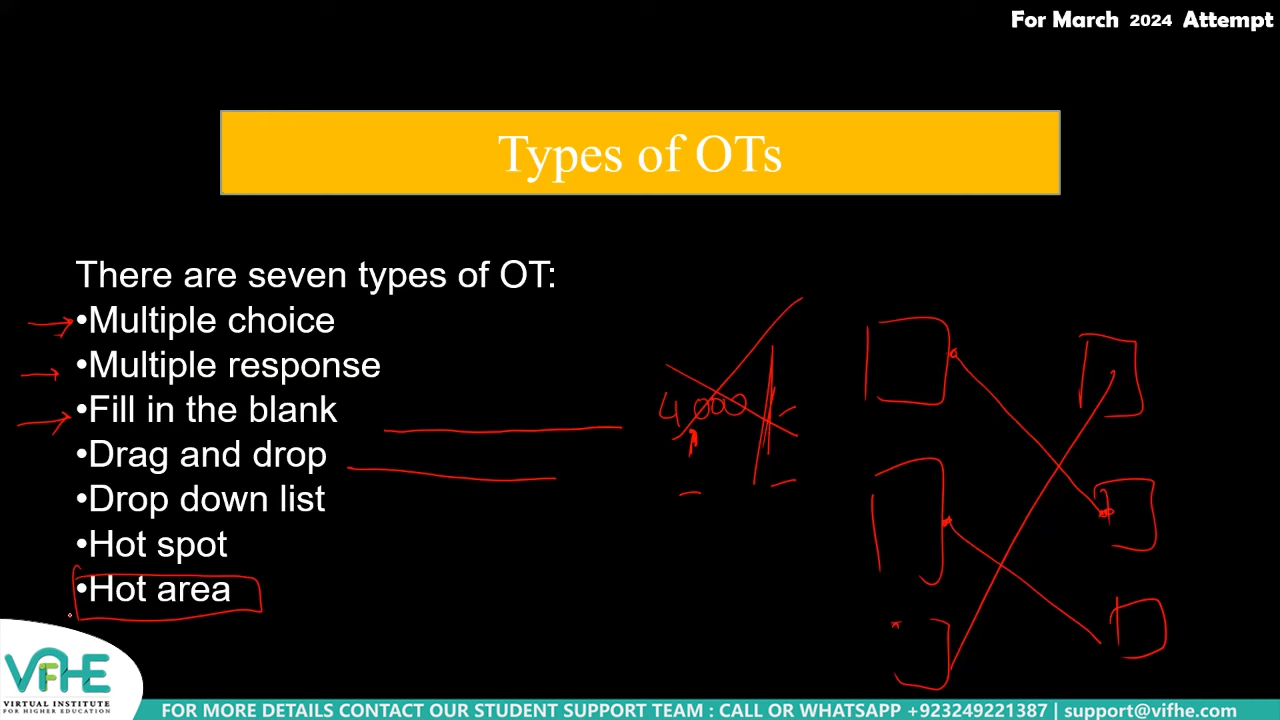 For March 2024 Attempt
Types of OTs
There are seven types of OT:
•Multiple choice
•Multiple response
•Fill in the blank
4000
•Drag and drop
•Drop down list
•Hot spot
•Hot area
VFHE
VIRTUAL INSTITUTE
FOR HIGHER EDUCATION
FOR MORE DETAILS CONTACT OUR STUDENT SUPPORT TEAM : CALL OR WHATSAPP +923249221387 | support@vifhe.com